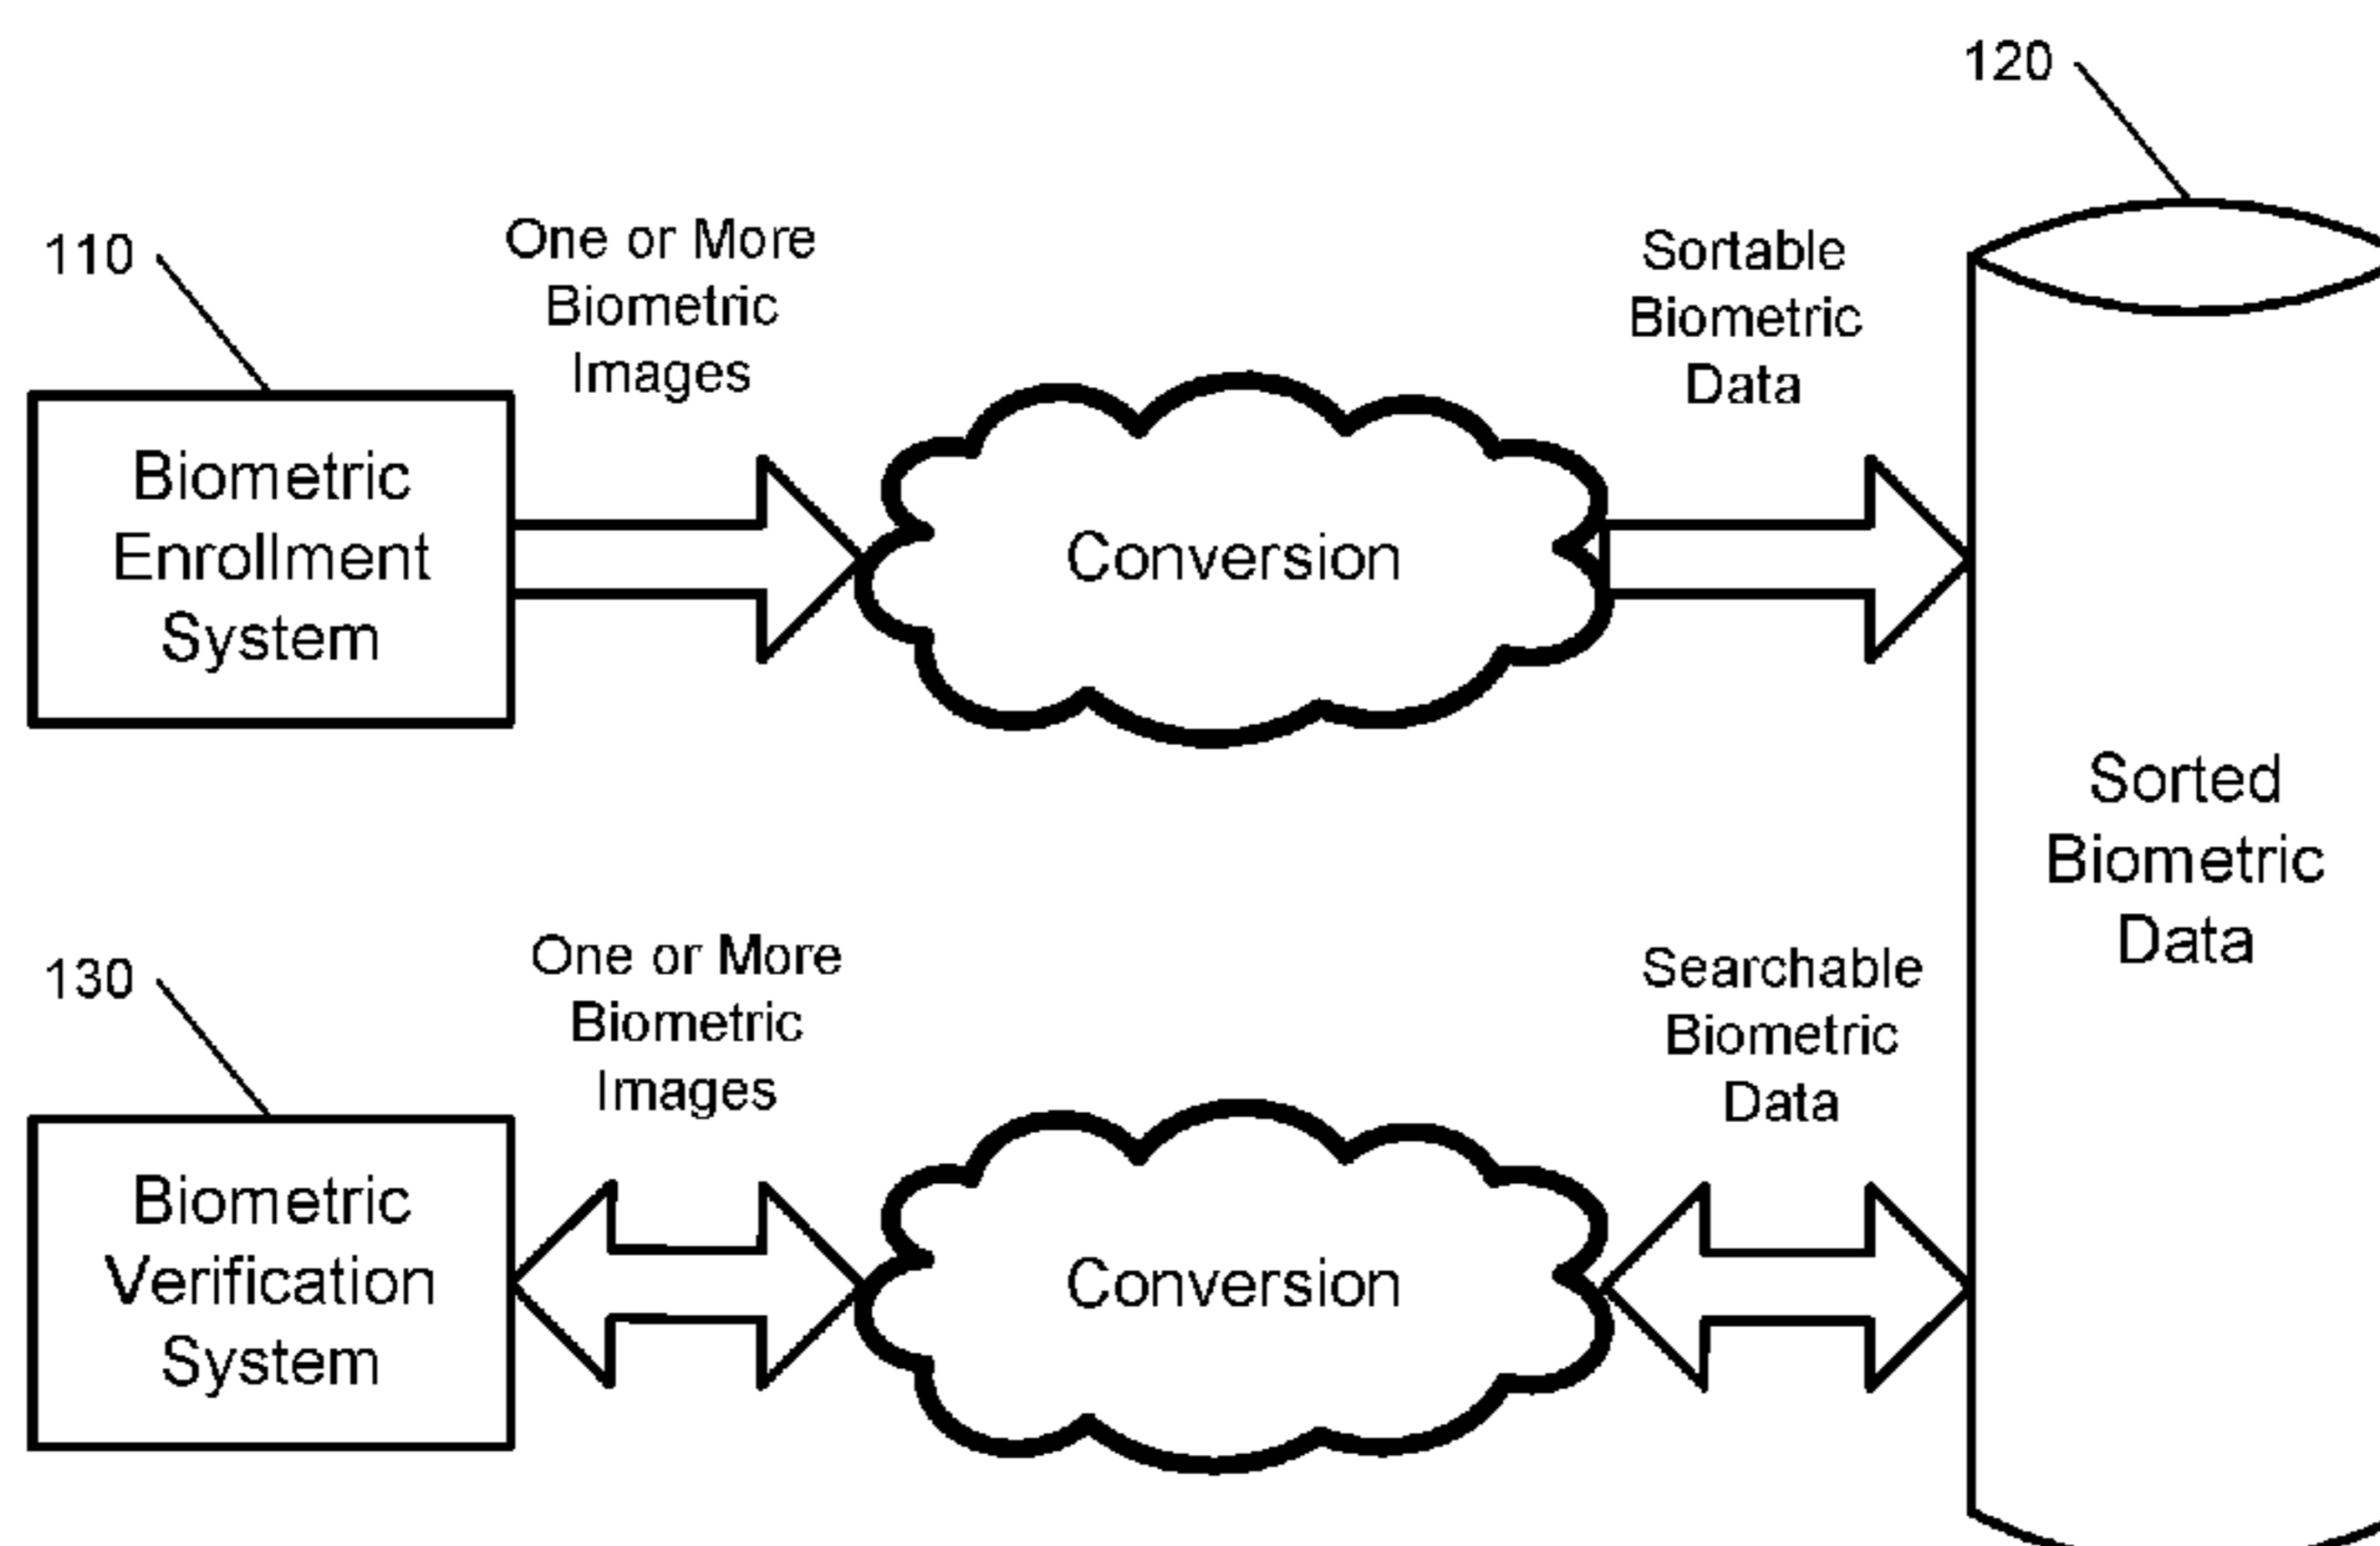 120
110
One or More
Biometric
Images
Sortable
Biometric
Data
Biometric
Enrollment
System
Conversion
Sorted
Biometric
Data
130
One or More
Biometric
Images
Searchable
Biometric
Data
Biometric
Verification
System
Conversion